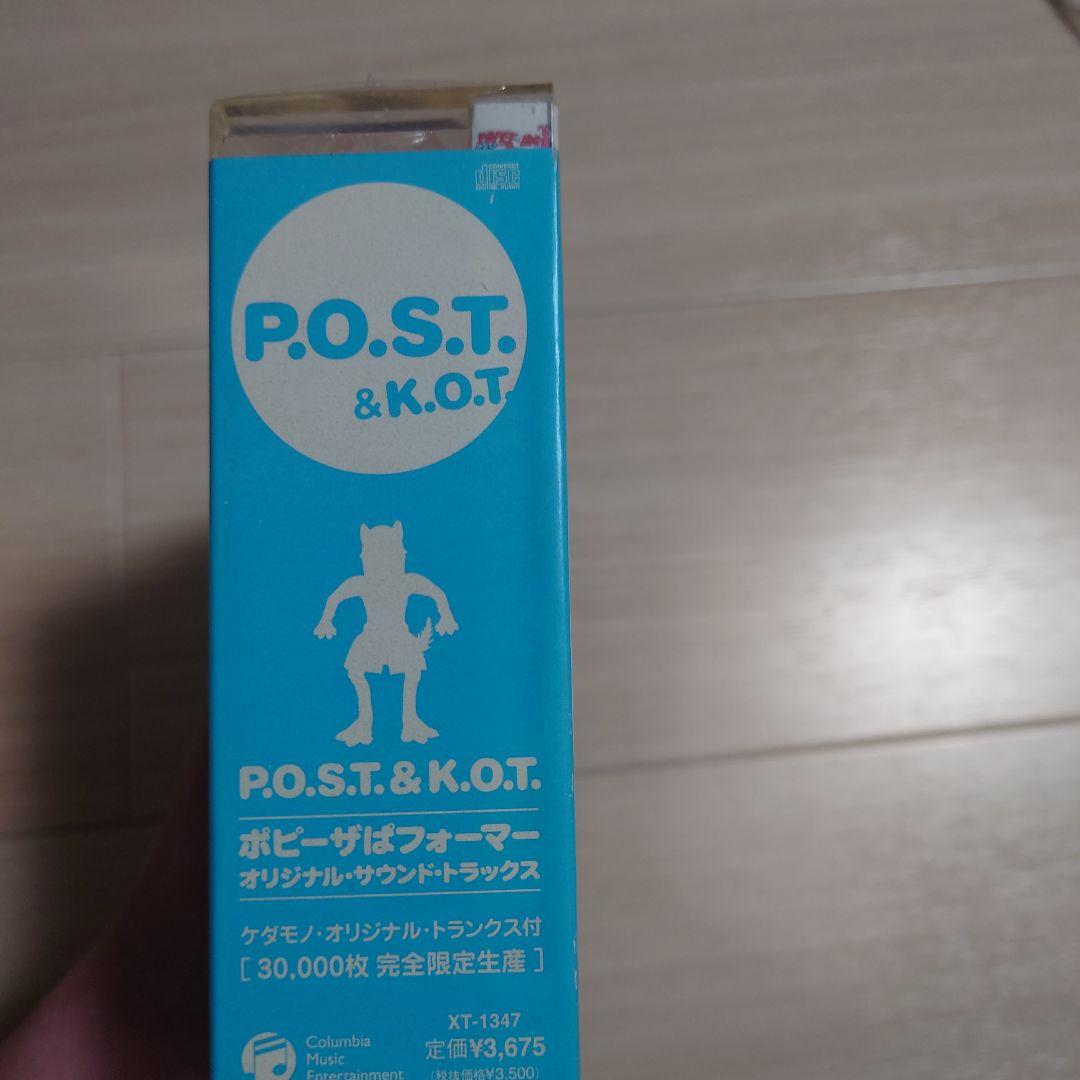 COMPACT
disc
DIGITAL AUDIO
P.O.S.T.
& K.O.T.
P.O.S.T. & K.O.T.
ポピーザぱフォーマー
オリジナル・サウンド・トラックス
ケダモノ・オリジナル・トランクス付
[ 30,000枚 完全限定生産 ]
XT-1347
定価¥3,675
(税抜価格¥3,500)
Columbia
Music
Entertainment